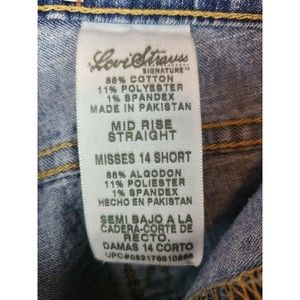 Levi Strauss
SIGNATURE™
88% COTTON
11% POLYESTER
1% SPANDEX
MADE IN PAKISTAN
MID RISE
STRAIGHT
MISSES 14 SHORT
88% ALGODON
11% POLIESTER
1% SPANDEX
HECHO EN PAKISTAN
SEMI BAJO A LA
CADERA-CORTE DE
RECTO.
DAMAS 14 CORTO